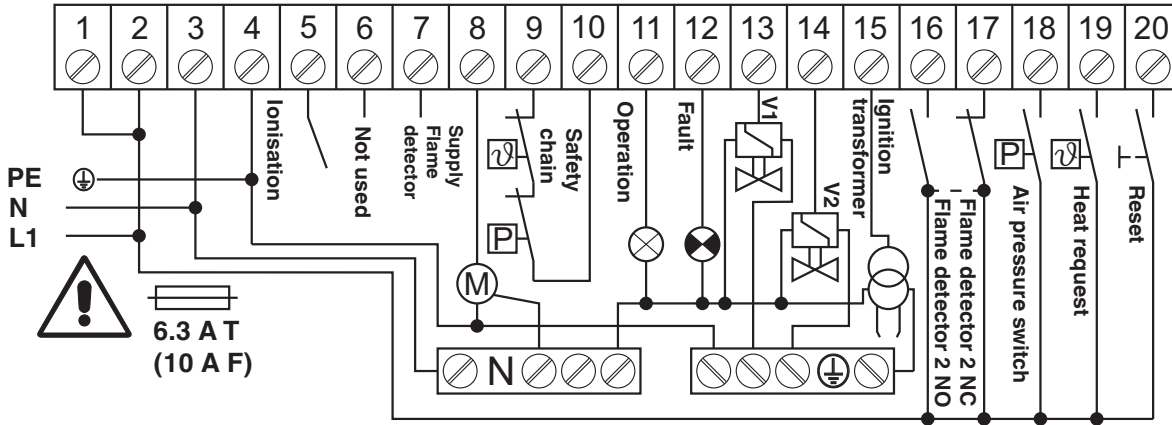 1 2 3 4 5 6 7 8 9 10 11 12 13 14 15 16 17 18 19 20
Ionisation
Not used
Supply
Flame
detector
Safety
chain
Operation
Fault
V1
V2
Ignition
transformer
Flame detector 2 NO
Flame detector 2 NC
Air pressure switch
Heat request
Reset
ϑ
P
P
ϑ
PE
N
L1
M
6.3 A T
(10 A F)
N